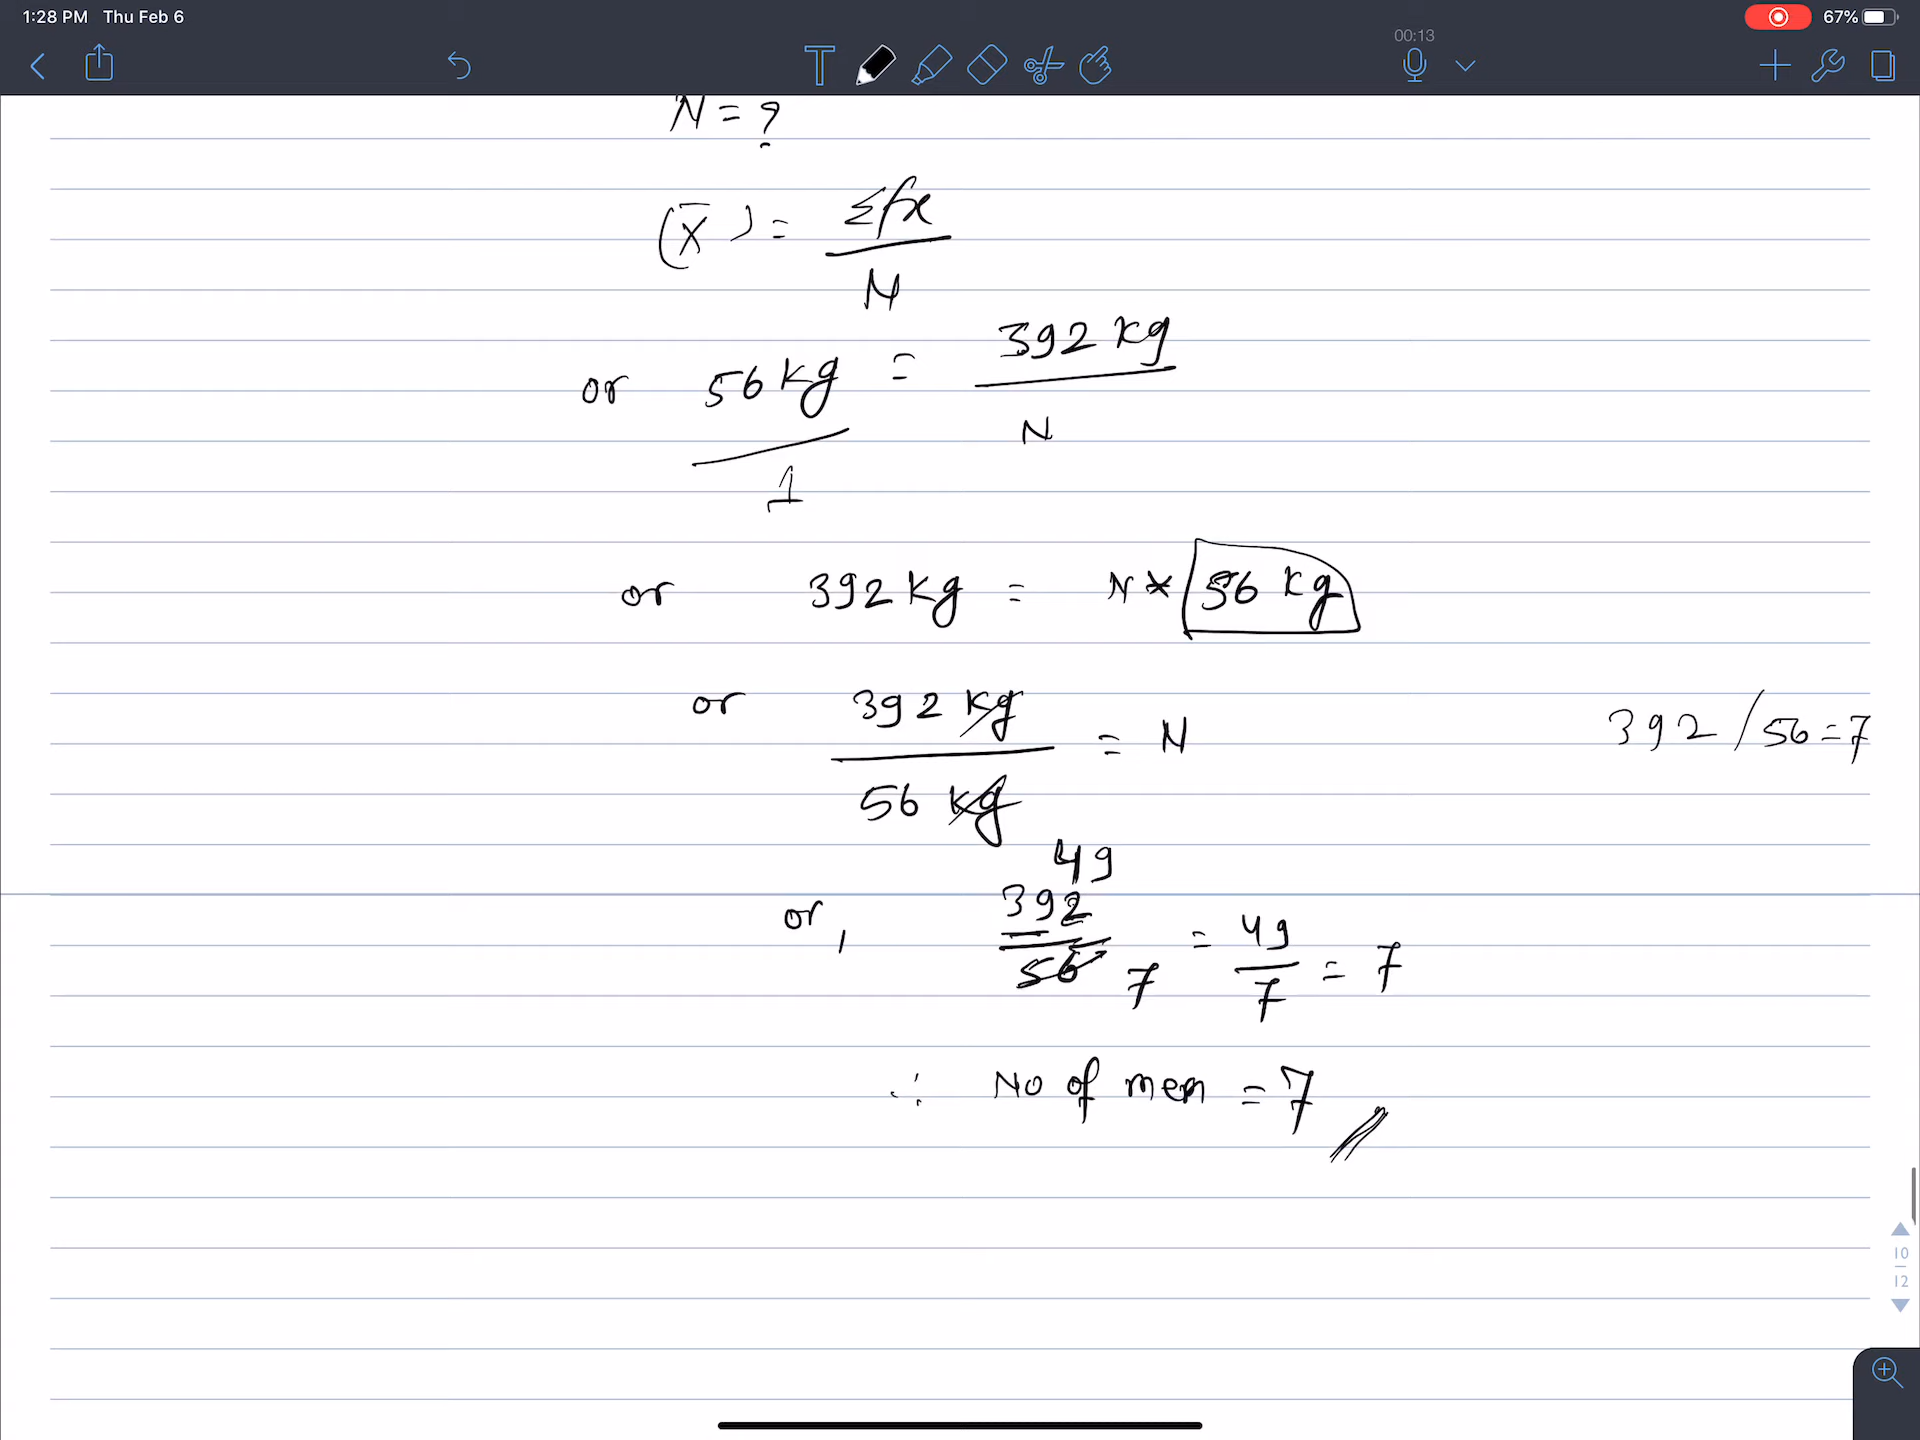 1:28 PM Thu Feb 6
67%
00:13
N = ?
(X̄) = Σfx / N
or 56 kg / 1 = 392 kg / N
or 392 kg = N * 56 kg
or 392 kg / 56 kg = N
392 / 56 = 7
49
or, 392 / 56 7 = 49 / 7 = 7
∴ No of men = 7
10
12